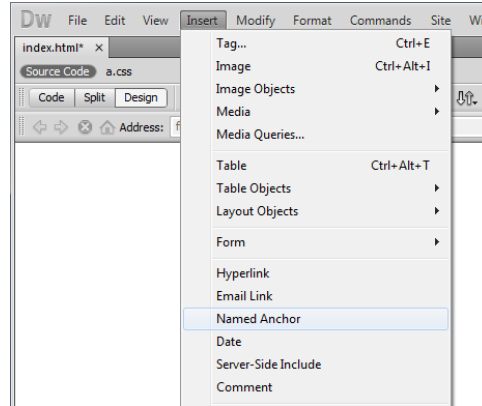 DW File Edit View Insert Modify Format Commands Site
index.html* ×
Source Code a.css
Code Split Design
Address:
Tag... Ctrl+E
Image Ctrl+Alt+I
Image Objects
Media
Media Queries...
Table Ctrl+Alt+T
Table Objects
Layout Objects
Form
Hyperlink
Email Link
Named Anchor
Date
Server-Side Include
Comment